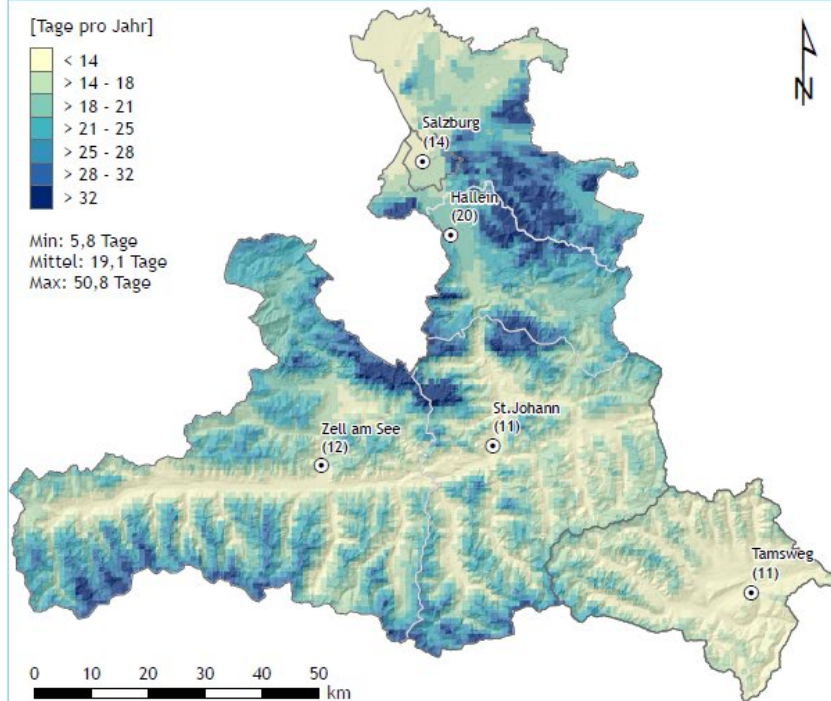 [Tage pro Jahr]
< 14
> 14 - 18
> 18 - 21
> 21 - 25
> 25 - 28
> 28 - 32
> 32
Min: 5,8 Tage
Mittel: 19,1 Tage
Max: 50,8 Tage
N
Salzburg
(14)
Hallein
(20)
Zell am See
(12)
St.Johann
(11)
Tamsweg
(11)
0 10 20 30 40 50
km